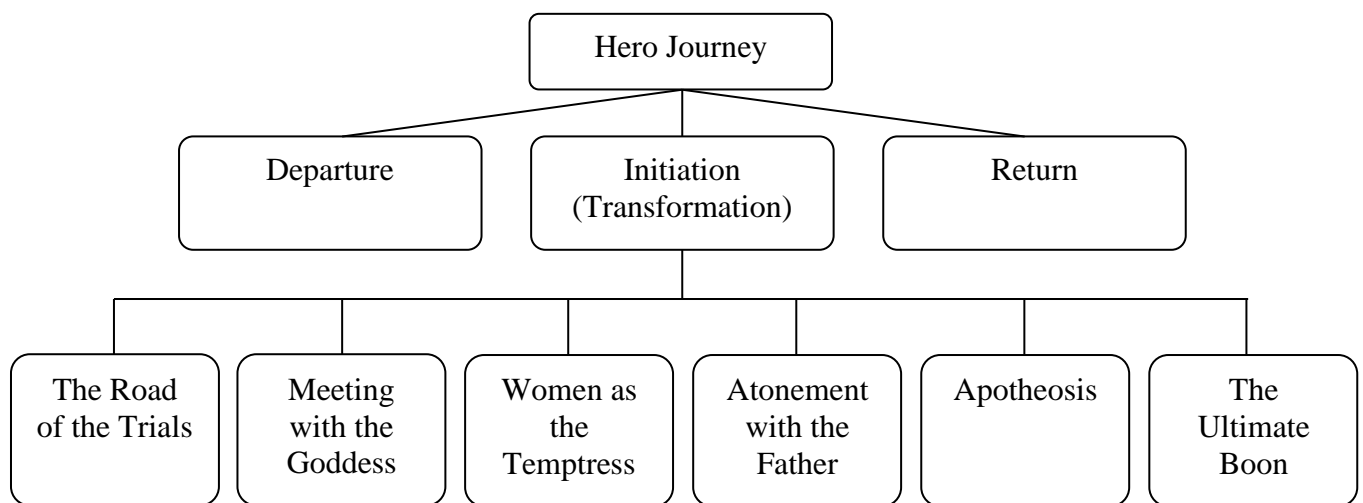 Hero Journey
Departure
Initiation
(Transformation)
Return
The Road
of the Trials
Meeting
with the
Goddess
Women as
the
Temptress
Atonement
with the
Father
Apotheosis
The
Ultimate
Boon